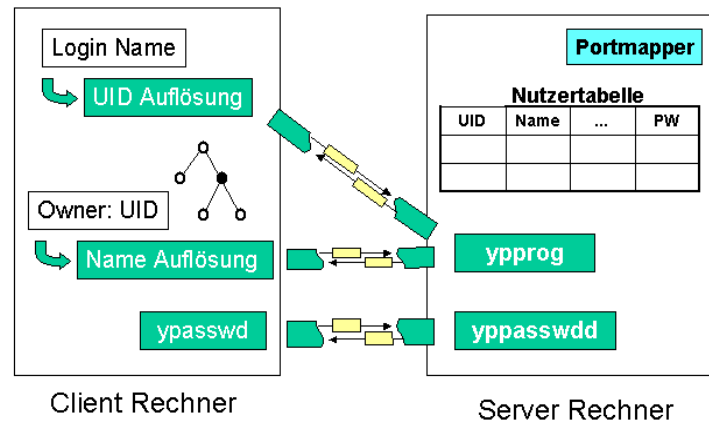 Login Name
UID Auflösung
Owner: UID
Name Auflösung
ypasswd
Client Rechner
Portmapper
Nutzertabelle
UID Name ... PW
ypprog
yppasswdd
Server Rechner